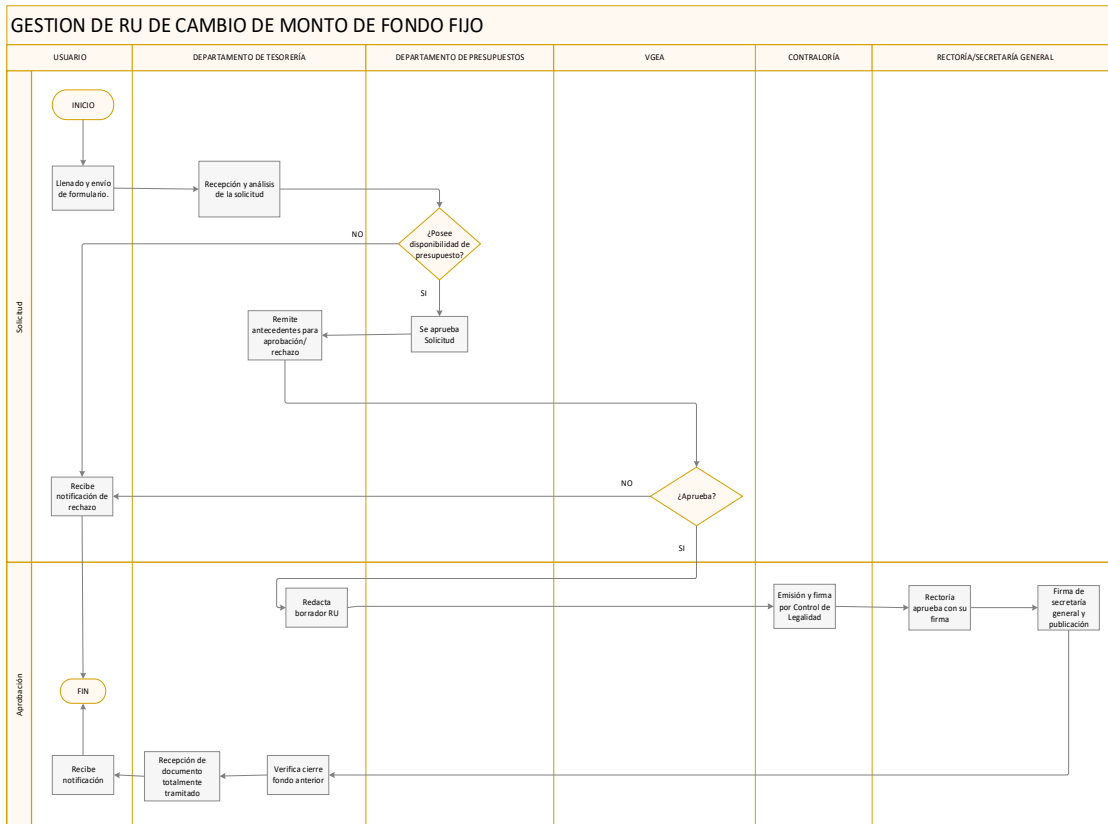 GESTION DE RU DE CAMBIO DE MONTO DE FONDO FIJO
USUARIO
DEPARTAMENTO DE TESORERÍA
DEPARTAMENTO DE PRESUPUESTOS
VGEA
CONTRALORÍA
RECTORÍA/SECRETARÍA GENERAL
Solicitud
INICIO
Llenado y envío
de formulario.
Recepción y análisis
de la solicitud
¿Posee
disponibilidad de
presupuesto?
NO
SI
Se aprueba
Solicitud
Remite
antecedentes para
aprobación/
rechazo
¿Aprueba?
NO
SI
Recibe
notificación de
rechazo
Aprobación
Redacta
borrador RU
Emisión y firma
por Control de
Legalidad
Rectoría
aprueba con su
firma
Firma de
secretaría
general y
publicación
FIN
Recibe
notificación
Recepción de
documento
totalmente
tramitado
Verifica cierre
fondo anterior